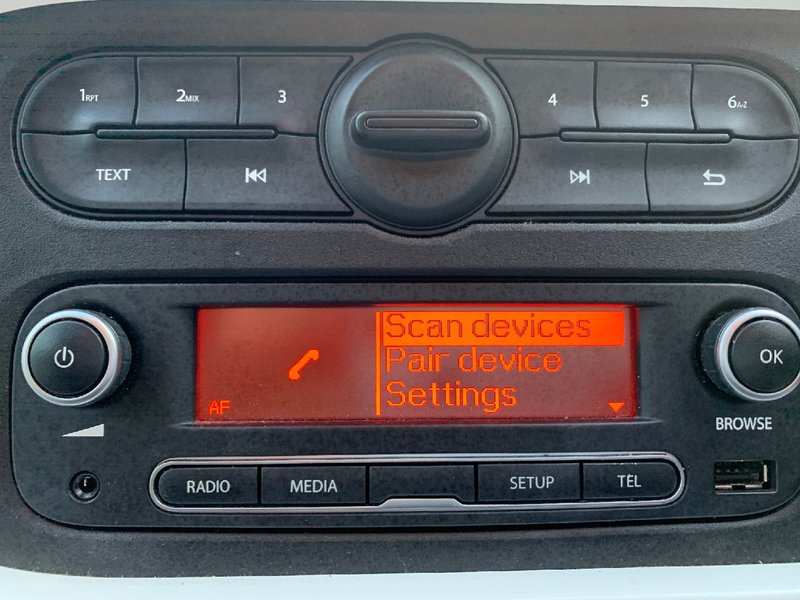 1RPT 2MIX 3 4 5 6A-Z
TEXT
Scan devices
Pair device
Settings
AF
OK
BROWSE
RADIO MEDIA SETUP TEL